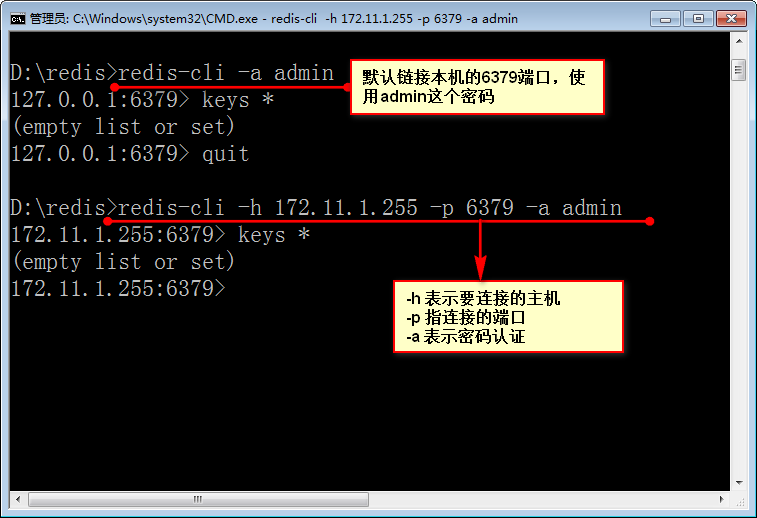 管理员: C:\Windows\system32\CMD.exe - redis-cli  -h 172.11.1.255 -p 6379 -a admin
D:\redis>redis-cli -a admin
默认链接本机的6379端口，使
用admin这个密码
127.0.0.1:6379> keys *
(empty list or set)
127.0.0.1:6379> quit
D:\redis>redis-cli -h 172.11.1.255 -p 6379 -a admin
172.11.1.255:6379> keys *
(empty list or set)
172.11.1.255:6379>
-h 表示要连接的主机
-p 指连接的端口
-a 表示密码认证